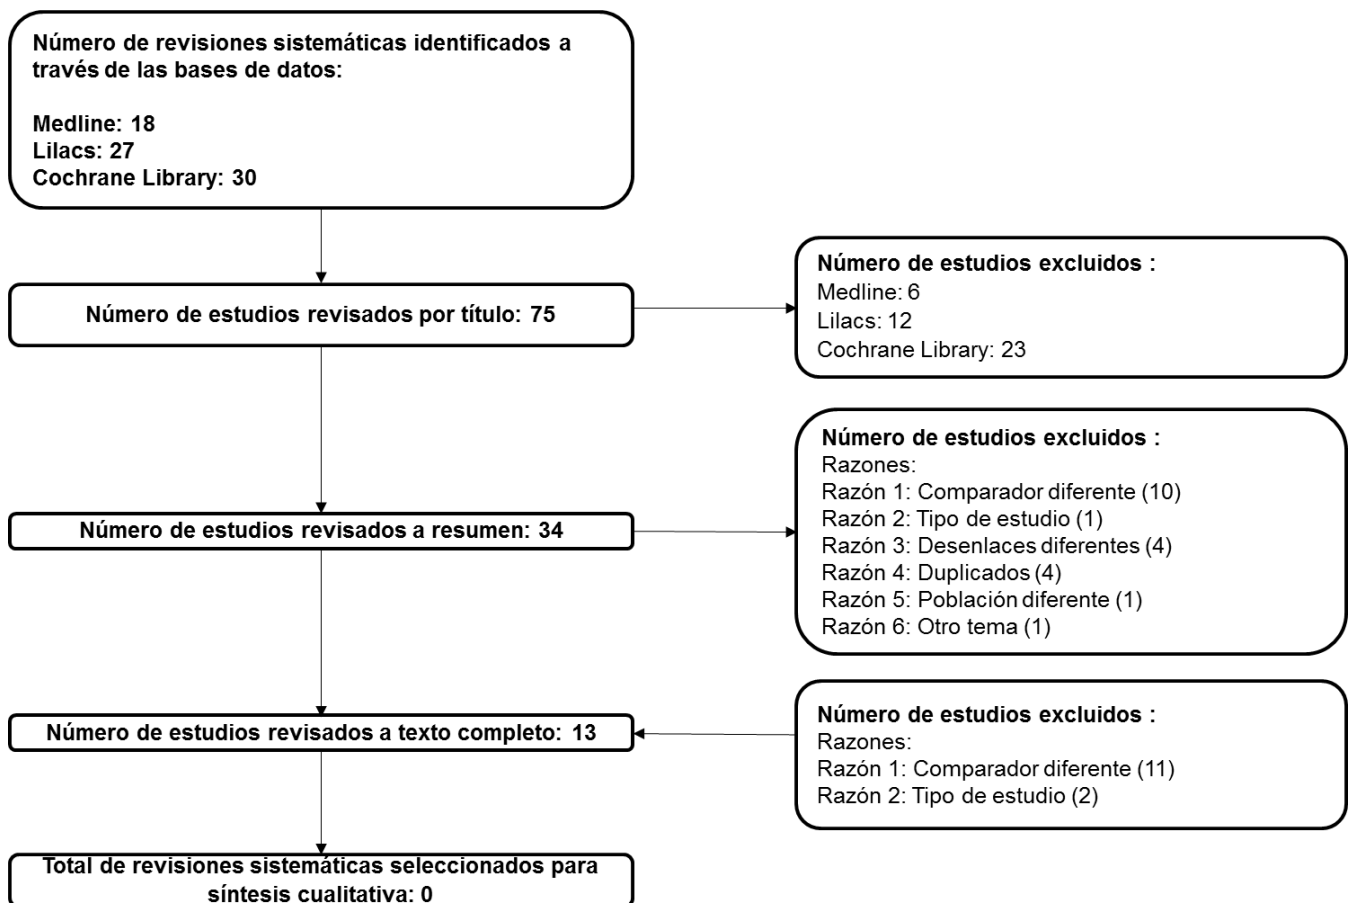 Número de revisiones sistemáticas identificados a
través de las bases de datos:
Medline: 18
Lilacs: 27
Cochrane Library: 30
Número de estudios revisados por título: 75
Número de estudios excluidos :
Medline: 6
Lilacs: 12
Cochrane Library: 23
Número de estudios revisados a resumen: 34
Número de estudios excluidos :
Razones:
Razón 1: Comparador diferente (10)
Razón 2: Tipo de estudio (1)
Razón 3: Desenlaces diferentes (4)
Razón 4: Duplicados (4)
Razón 5: Población diferente (1)
Razón 6: Otro tema (1)
Número de estudios revisados a texto completo: 13
Número de estudios excluidos :
Razones:
Razón 1: Comparador diferente (11)
Razón 2: Tipo de estudio (2)
Total de revisiones sistemáticas seleccionados para
síntesis cualitativa: 0